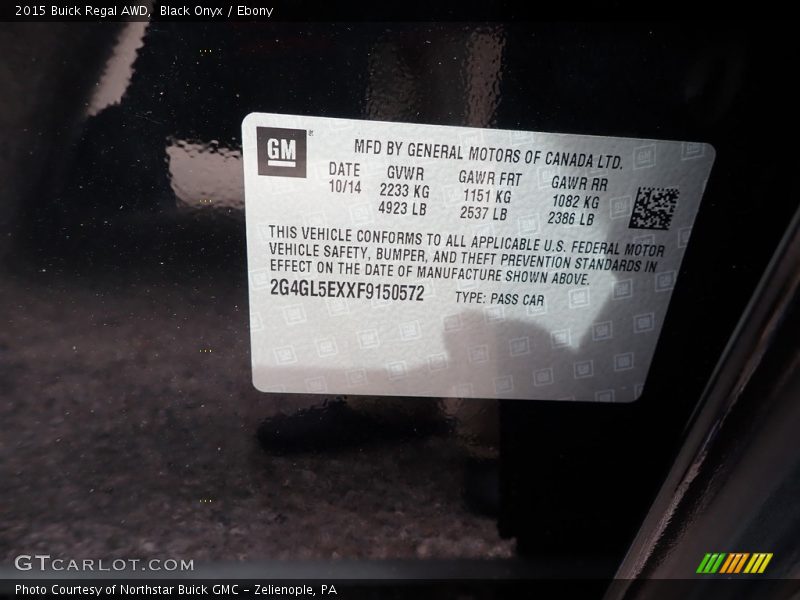 2015 Buick Regal AWD,  Black Onyx / Ebony
GM
MFD BY GENERAL MOTORS OF CANADA LTD.
DATE GVWR GAWR FRT GAWR RR
10/14 2233 KG 1151 KG 1082 KG
4923 LB 2537 LB 2386 LB
THIS VEHICLE CONFORMS TO ALL APPLICABLE U.S. FEDERAL MOTOR
VEHICLE SAFETY, BUMPER, AND THEFT PREVENTION STANDARDS IN
EFFECT ON THE DATE OF MANUFACTURE SHOWN ABOVE.
2G4GL5EXXF9150572 TYPE: PASS CAR
GTCARLOT.COM
Photo Courtesy of Northstar Buick GMC - Zelienople, PA